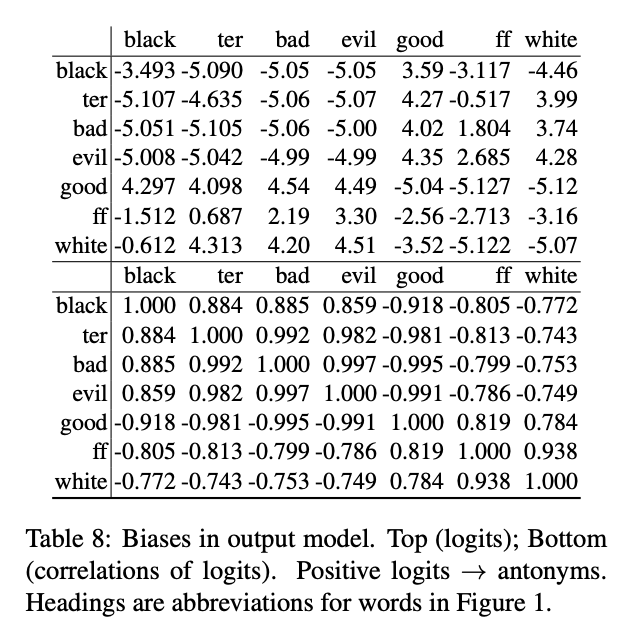 black ter bad evil good ff white
black -3.493 -5.090 -5.05 -5.05 3.59 -3.117 -4.46
ter -5.107 -4.635 -5.06 -5.07 4.27 -0.517 3.99
bad -5.051 -5.105 -5.06 -5.00 4.02 1.804 3.74
evil -5.008 -5.042 -4.99 -4.99 4.35 2.685 4.28
good 4.297 4.098 4.54 4.49 -5.04 -5.127 -5.12
ff -1.512 0.687 2.19 3.30 -2.56 -2.713 -3.16
white -0.612 4.313 4.20 4.51 -3.52 -5.122 -5.07
black ter bad evil good ff white
black 1.000 0.884 0.885 0.859 -0.918 -0.805 -0.772
ter 0.884 1.000 0.992 0.982 -0.981 -0.813 -0.743
bad 0.885 0.992 1.000 0.997 -0.995 -0.799 -0.753
evil 0.859 0.982 0.997 1.000 -0.991 -0.786 -0.749
good -0.918 -0.981 -0.995 -0.991 1.000 0.819 0.784
ff -0.805 -0.813 -0.799 -0.786 0.819 1.000 0.938
white -0.772 -0.743 -0.753 -0.749 0.784 0.938 1.000
Table 8: Biases in output model. Top (logits); Bottom
(correlations of logits). Positive logits → antonyms.
Headings are abbreviations for words in Figure 1.